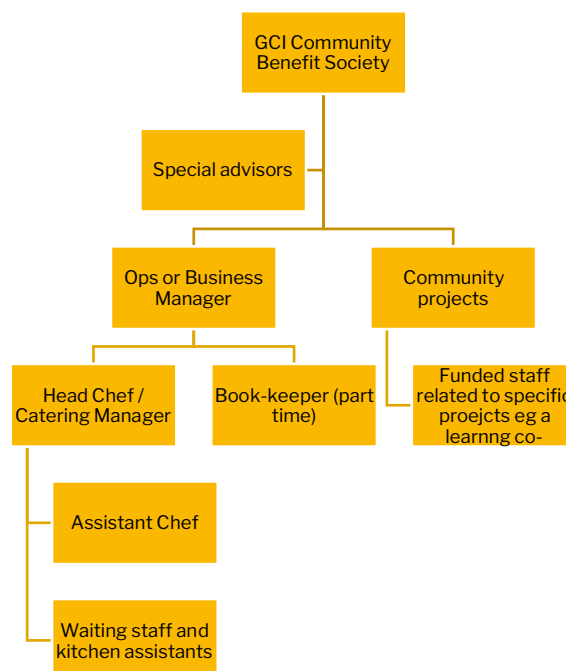 GCI Community
Benefit Society
Special advisors
Ops or Business
Manager
Community
projects
Head Chef /
Catering Manager
Book-keeper (part
time)
Funded staff
related to specific
proejcts eg a
learnng co-
Assistant Chef
Waiting staff and
kitchen assistants